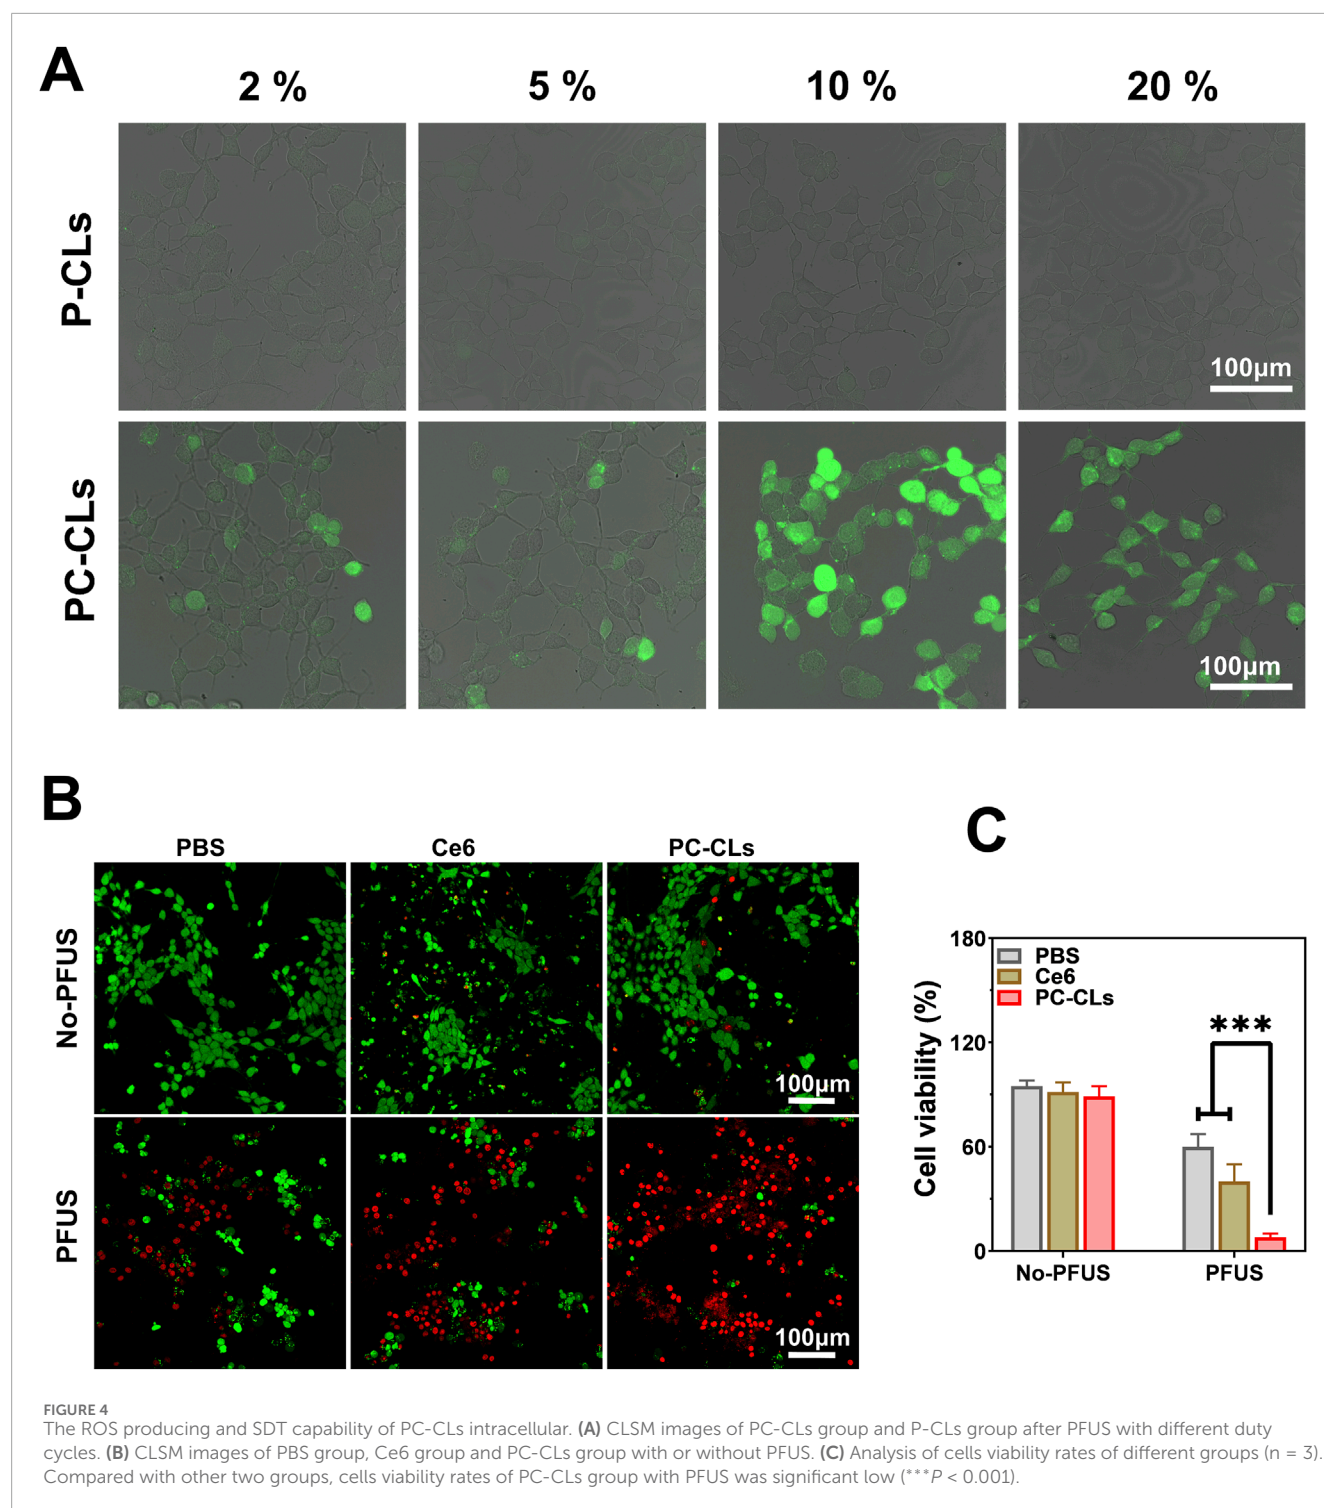 A
2 %
5 %
10 %
20 %
P-CLs
100μm
PC-CLs
100μm
B
PBS
Ce6
PC-CLs
No-PFUS
100μm
PFUS
100μm
C
Cell viability (%)
180
120
60
0
PBS
Ce6
PC-CLs
***
No-PFUS
PFUS
FIGURE 4
The ROS producing and SDT capability of PC-CLs intracellular. (A) CLSM images of PC-CLs group and P-CLs group after PFUS with different duty
cycles. (B) CLSM images of PBS group, Ce6 group and PC-CLs group with or without PFUS. (C) Analysis of cells viability rates of different groups (n = 3).
Compared with other two groups, cells viability rates of PC-CLs group with PFUS was significant low (***P < 0.001).